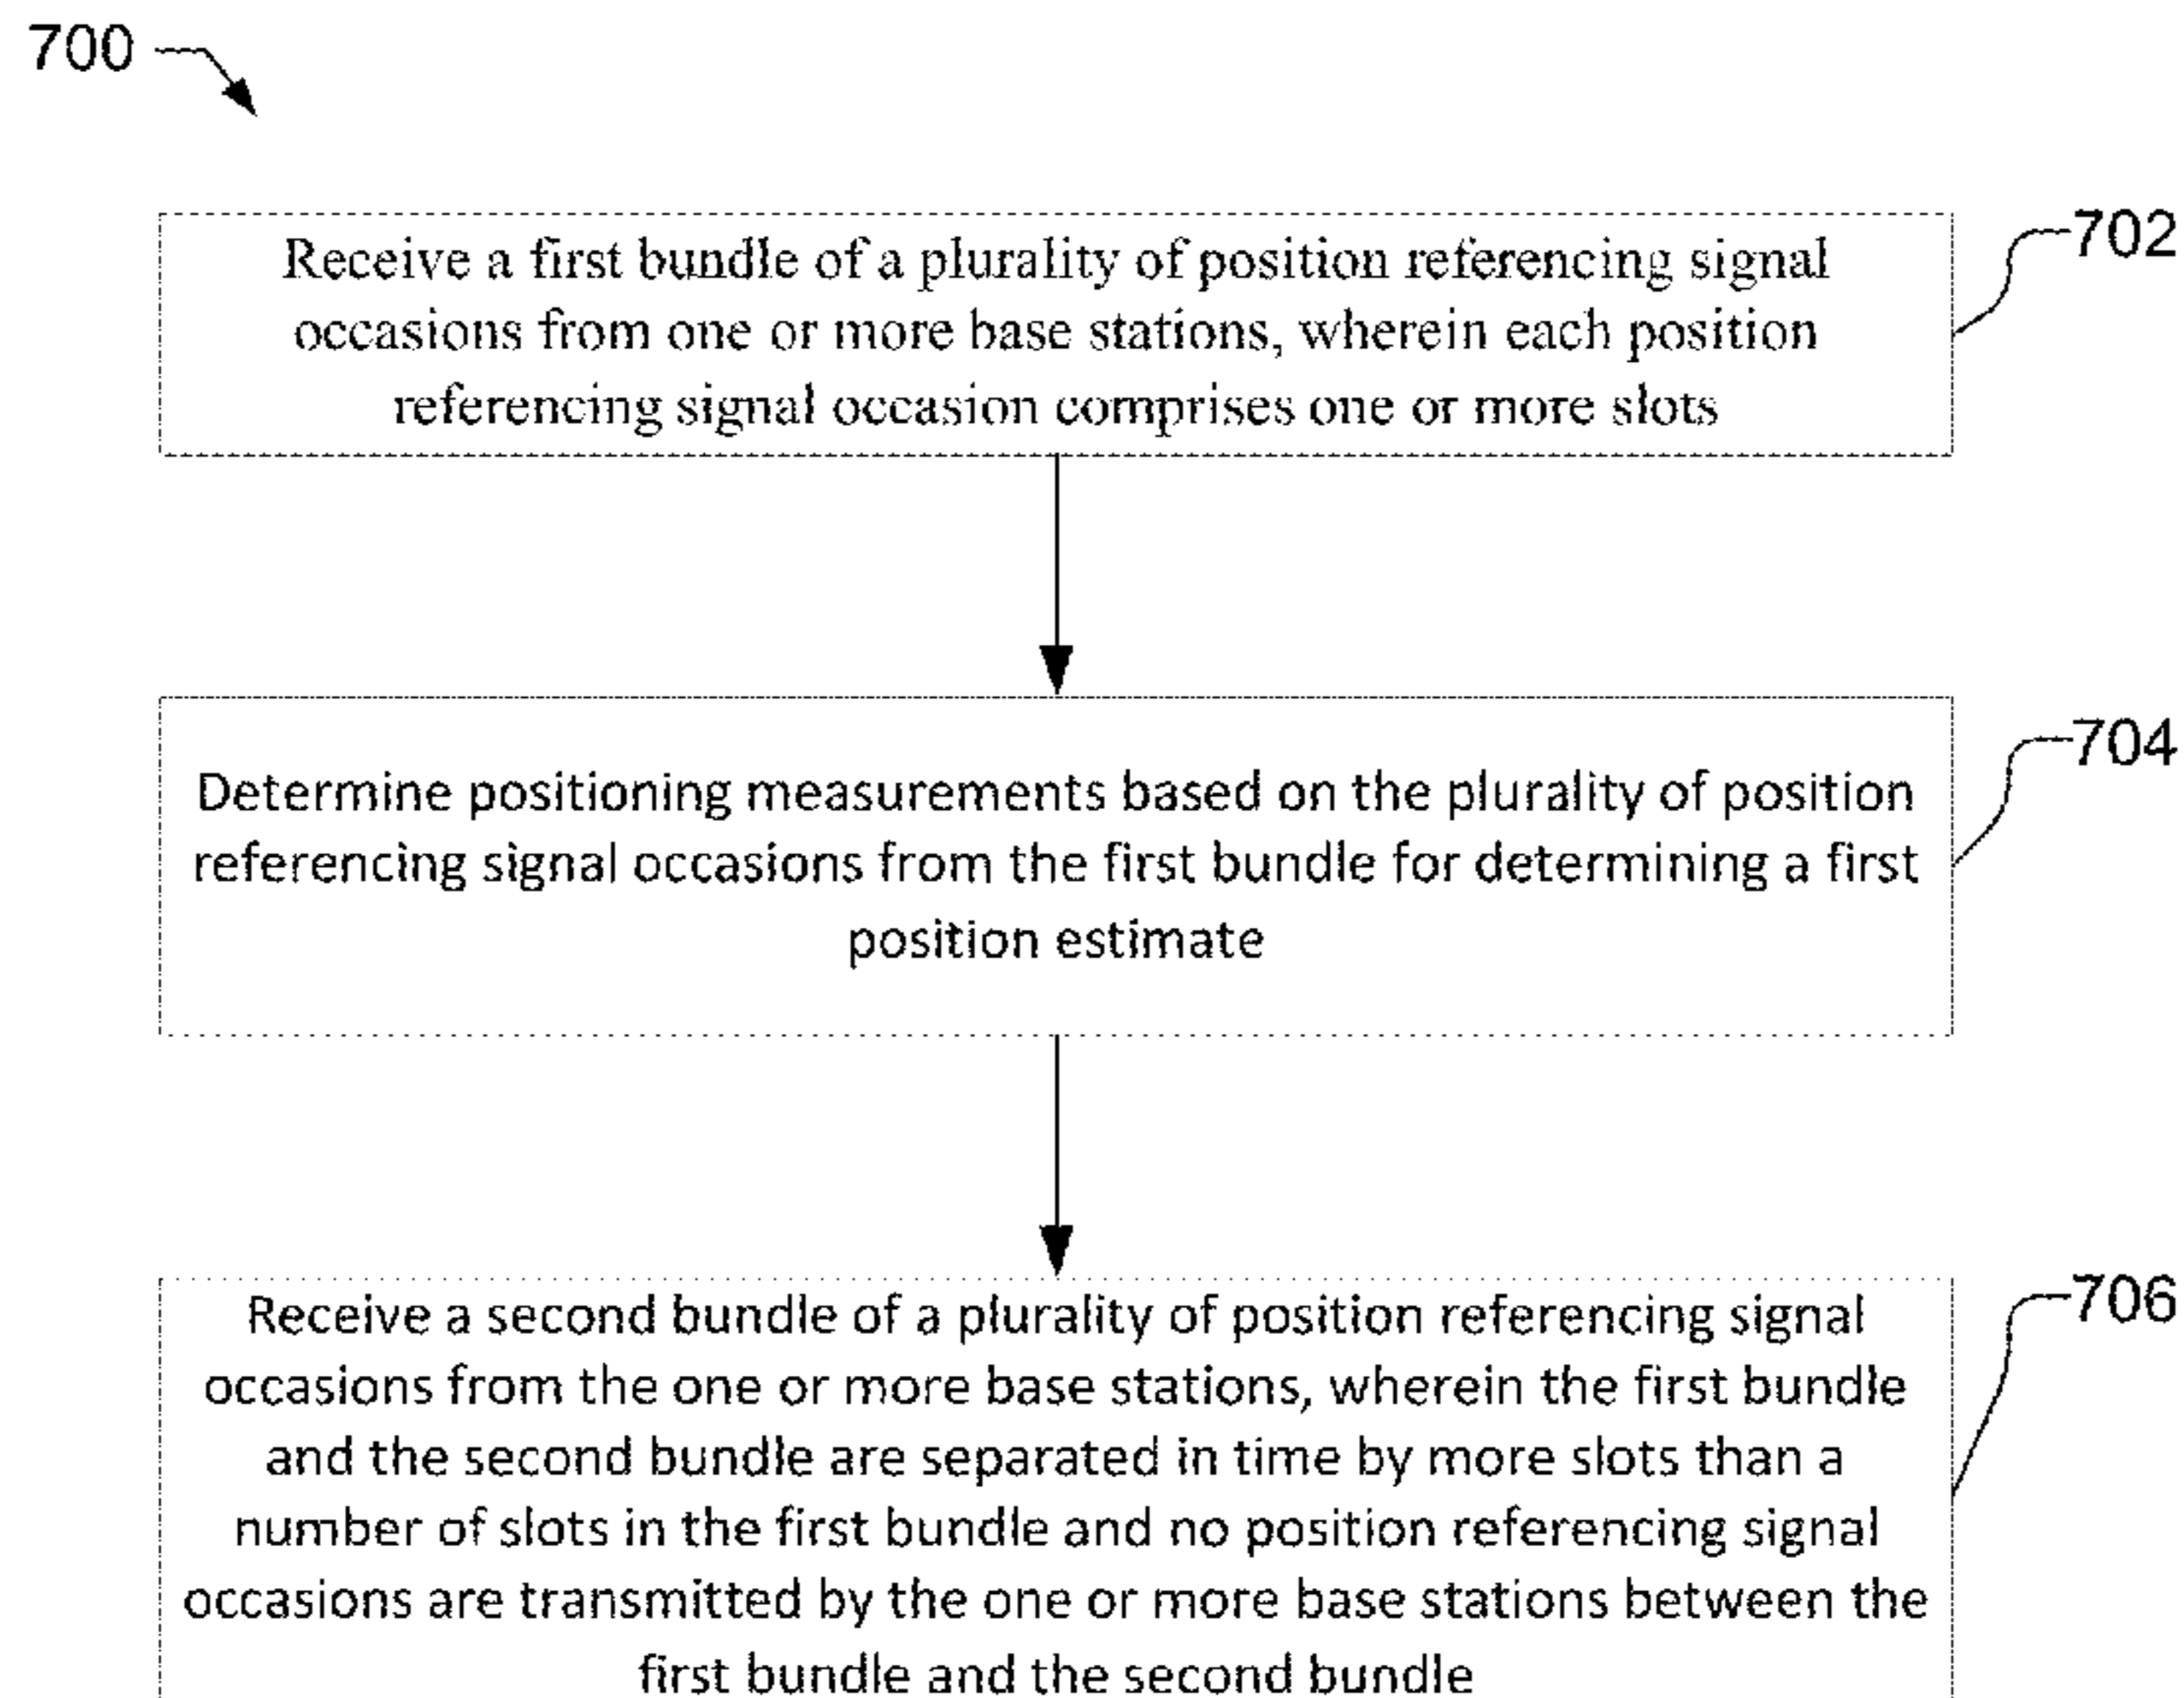 700
Receive a first bundle of a plurality of position referencing signal
occasions from one or more base stations, wherein each position
referencing signal occasion comprises one or more slots
702
Determine positioning measurements based on the plurality of position
referencing signal occasions from the first bundle for determining a first
position estimate
704
Receive a second bundle of a plurality of position referencing signal
occasions from the one or more base stations, wherein the first bundle
and the second bundle are separated in time by more slots than a
number of slots in the first bundle and no position referencing signal
occasions are transmitted by the one or more base stations between the
first bundle and the second bundle
706